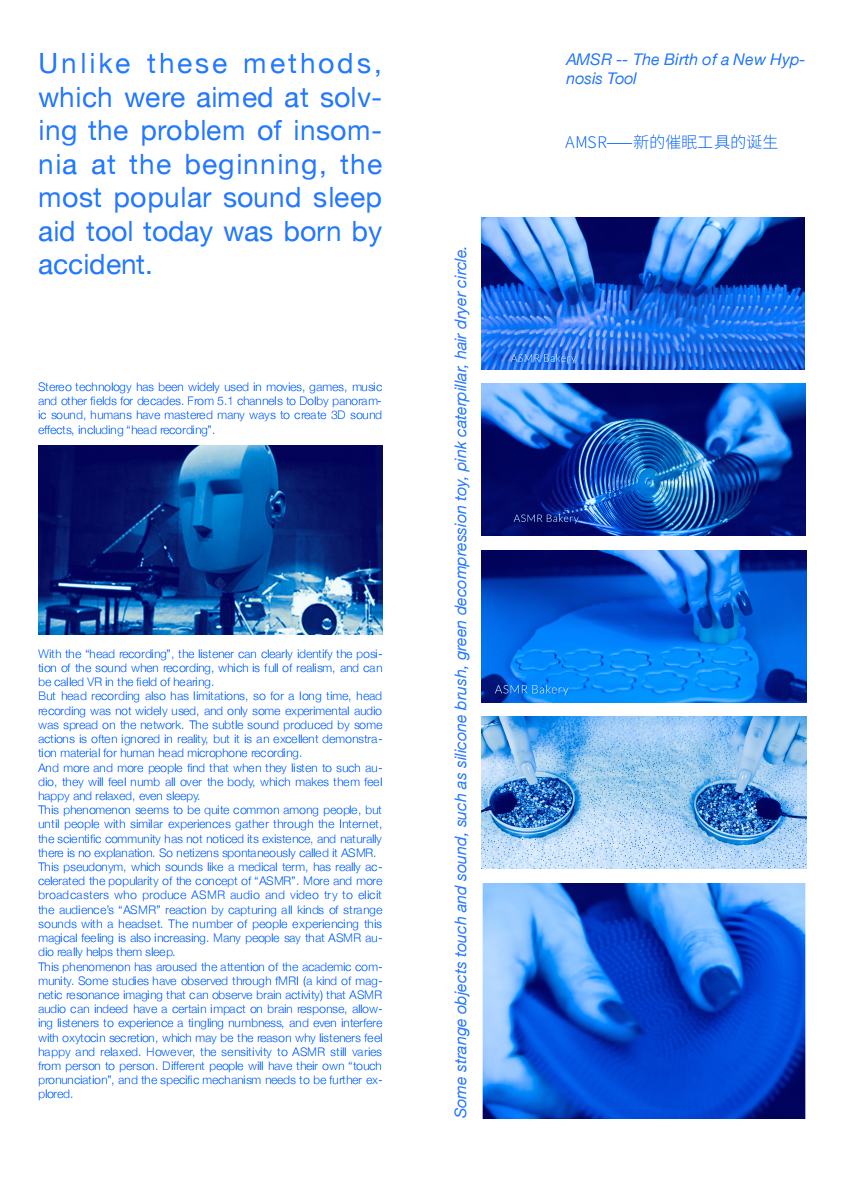 Unlike these methods,
which were aimed at solv-
ing the problem of insom-
nia at the beginning, the
most popular sound sleep
aid tool today was born by
accident.
Stereo technology has been widely used in movies, games, music
and other fields for decades. From 5.1 channels to Dolby panoram-
ic sound, humans have mastered many ways to create 3D sound
effects, including “head recording”.
With the “head recording”, the listener can clearly identify the posi-
tion of the sound when recording, which is full of realism, and can
be called VR in the field of hearing.
But head recording also has limitations, so for a long time, head
recording was not widely used, and only some experimental audio
was spread on the network. The subtle sound produced by some
actions is often ignored in reality, but it is an excellent demonstra-
tion material for human head microphone recording.
And more and more people find that when they listen to such au-
dio, they will feel numb all over the body, which makes them feel
happy and relaxed, even sleepy.
This phenomenon seems to be quite common among people, but
until people with similar experiences gather through the Internet,
the scientific community has not noticed its existence, and naturally
there is no explanation. So netizens spontaneously called it ASMR.
This pseudonym, which sounds like a medical term, has really ac-
celerated the popularity of the concept of “ASMR”. More and more
broadcasters who produce ASMR audio and video try to elicit
the audience’s “ASMR” reaction by capturing all kinds of strange
sounds with a headset. The number of people experiencing this
magical feeling is also increasing. Many people say that ASMR au-
dio really helps them sleep.
This phenomenon has aroused the attention of the academic com-
munity. Some studies have observed through fMRI (a kind of mag-
netic resonance imaging that can observe brain activity) that ASMR
audio can indeed have a certain impact on brain response, allow-
ing listeners to experience a tingling numbness, and even interfere
with oxytocin secretion, which may be the reason why listeners feel
happy and relaxed. However, the sensitivity to ASMR still varies
from person to person. Different people will have their own “touch
pronunciation”, and the specific mechanism needs to be further ex-
plored.
AMSR -- The Birth of a New Hyp-
nosis Tool
AMSR——新的催眠工具的诞生
Some strange objects touch and sound, such as silicone brush, green decompression toy, pink caterpillar, hair dryer circle.
ASMR Bakery
ASMR Bakery
ASMR Bakery